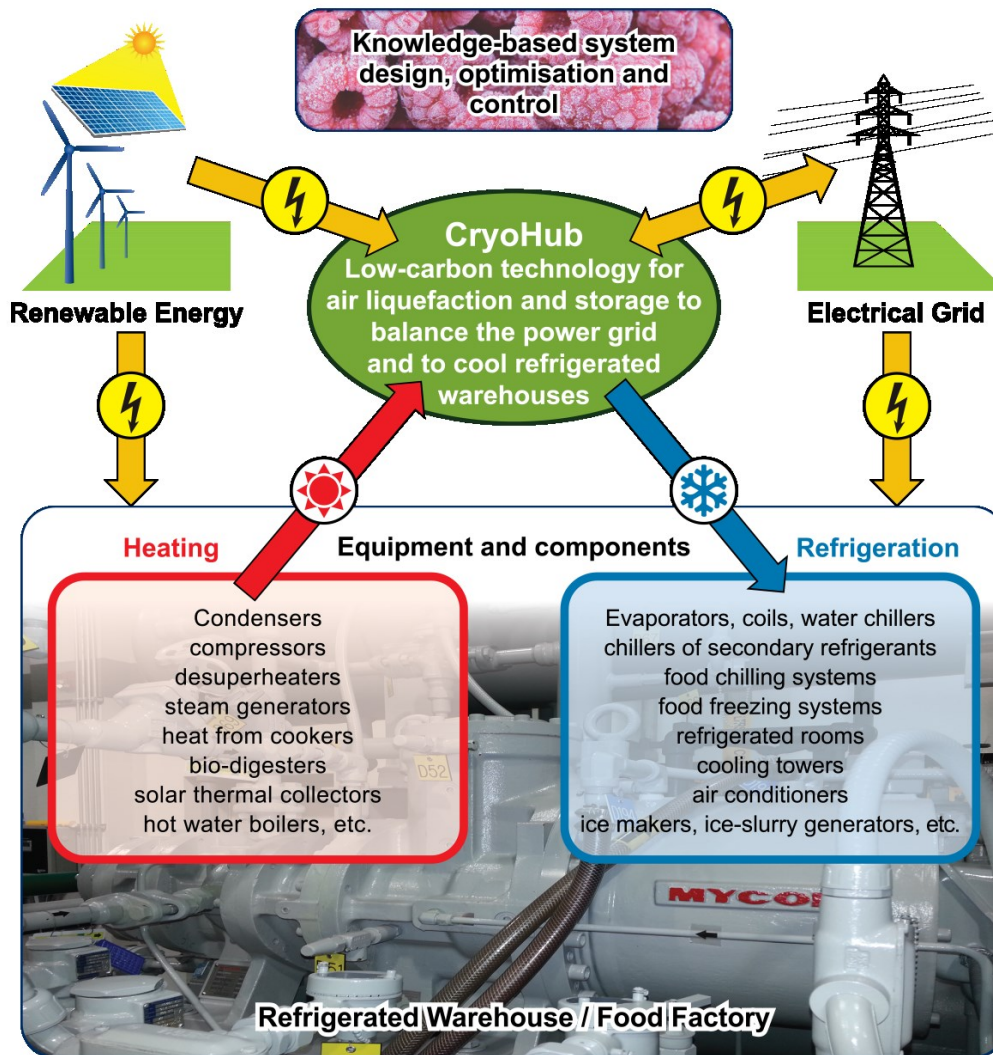 Knowledge-based system
design, optimisation and
control
CryoHub
Low-carbon technology for
air liquefaction and storage to
balance the power grid
and to cool refrigerated
warehouses
Renewable Energy
Electrical Grid
Heating
Equipment and components
Refrigeration
Condensers
compressors
desuperheaters
steam generators
heat from cookers
bio-digesters
solar thermal collectors
hot water boilers, etc.
Evaporators, coils, water chillers
chillers of secondary refrigerants
food chilling systems
food freezing systems
refrigerated rooms
cooling towers
air conditioners
ice makers, ice-slurry generators, etc.
D52
MYCO
D51
Refrigerated Warehouse / Food Factory